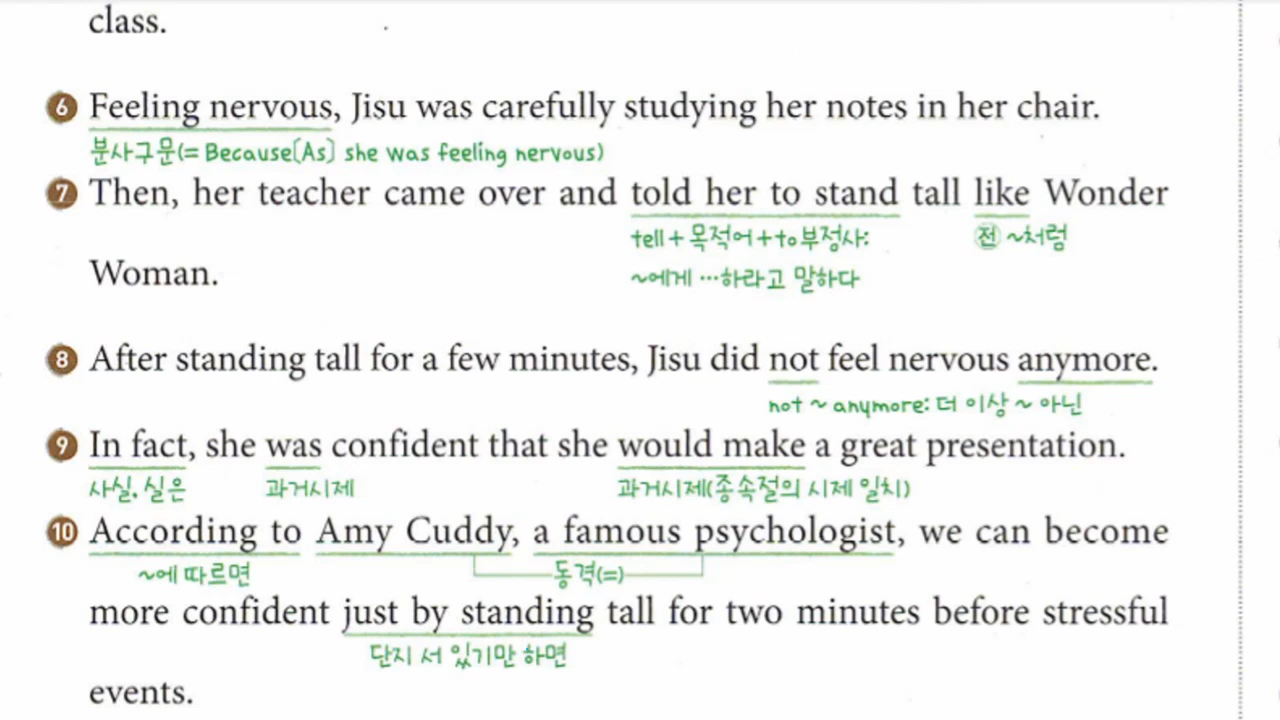 class.
6 Feeling nervous, Jisu was carefully studying her notes in her chair.
분사구문(= Because[As] she was feeling nervous)
7 Then, her teacher came over and told her to stand tall like Wonder
tell + 목적어 + to부정사: 전 ~처럼
~에게 …하라고 말하다
Woman.
8 After standing tall for a few minutes, Jisu did not feel nervous anymore.
not ~ anymore: 더 이상 ~ 아닌
9 In fact, she was confident that she would make a great presentation.
사실, 실은 과거시제 과거시제(종속절의 시제 일치)
10 According to Amy Cuddy, a famous psychologist, we can become
~에 따르면 동격(=)
more confident just by standing tall for two minutes before stressful
단지 서 있기만 하면
events.